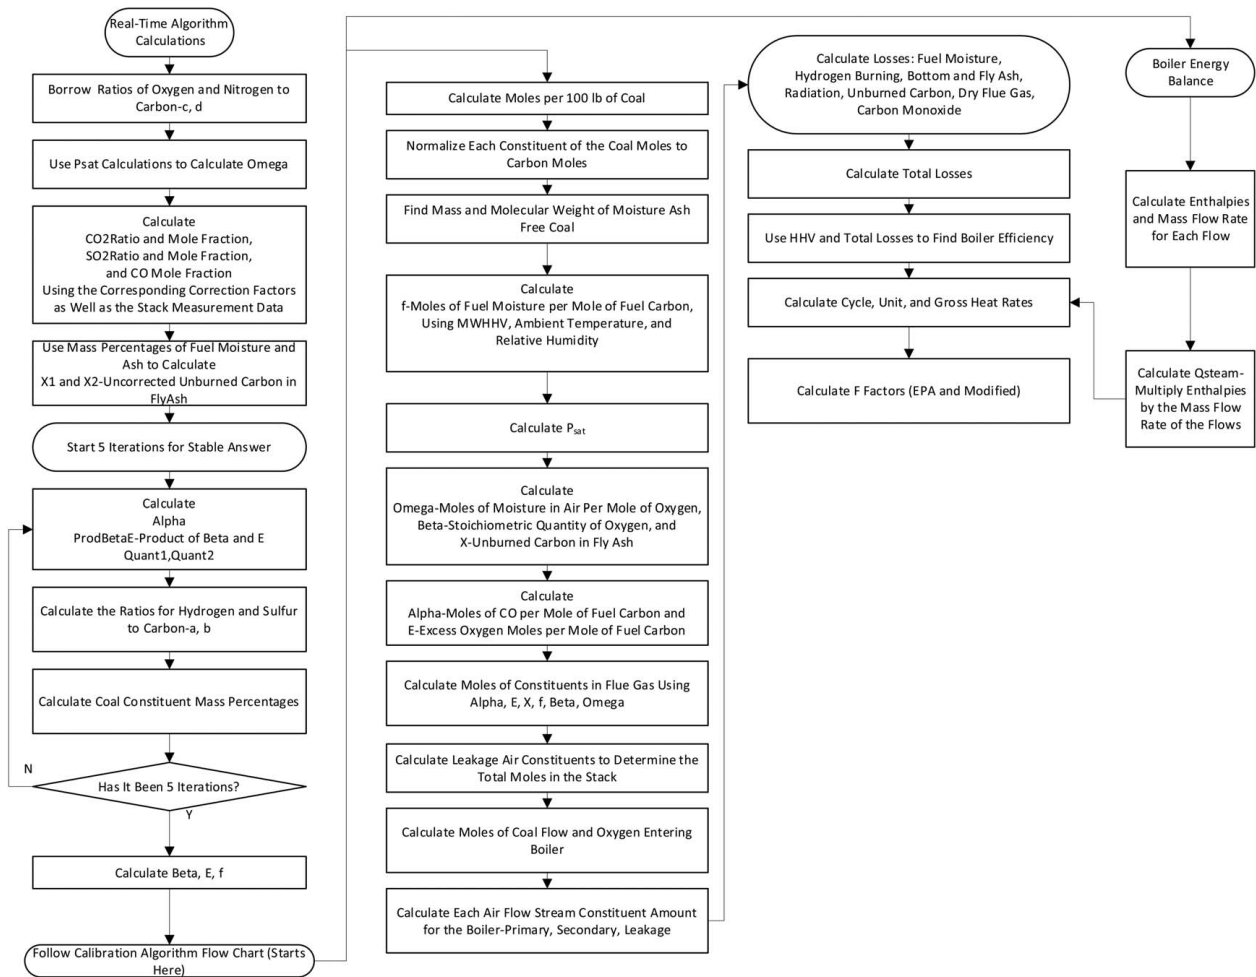 Real-Time Algorithm
Calculations
Borrow Ratios of Oxygen and Nitrogen to
Carbon-c, d
Use Psat Calculations to Calculate Omega
Calculate
CO2Ratio and Mole Fraction,
SO2Ratio and Mole Fraction,
and CO Mole Fraction
Using the Corresponding Correction Factors
as Well as the Stack Measurement Data
Use Mass Percentages of Fuel Moisture and
Ash to Calculate
X1 and X2-Uncorrected Unburned Carbon in
FlyAsh
Start 5 Iterations for Stable Answer
Calculate
Alpha
ProdBetaE-Product of Beta and E
Quant1,Quant2
Calculate the Ratios for Hydrogen and Sulfur
to Carbon-a, b
Calculate Coal Constituent Mass Percentages
N
Has It Been 5 Iterations?
Y
Calculate Beta, E, f
Follow Calibration Algorithm Flow Chart (Starts
Here)
Calculate Moles per 100 lb of Coal
Normalize Each Constituent of the Coal Moles to
Carbon Moles
Find Mass and Molecular Weight of Moisture Ash
Free Coal
Calculate
f-Moles of Fuel Moisture per Mole of Fuel Carbon,
Using MWHHV, Ambient Temperature, and
Relative Humidity
Calculate Psat
Calculate
Omega-Moles of Moisture in Air Per Mole of Oxygen,
Beta-Stoichiometric Quantity of Oxygen, and
X-Unburned Carbon in Fly Ash
Calculate
Alpha-Moles of CO per Mole of Fuel Carbon and
E-Excess Oxygen Moles per Mole of Fuel Carbon
Calculate Moles of Constituents in Flue Gas Using
Alpha, E, X, f, Beta, Omega
Calculate Leakage Air Constituents to Determine the
Total Moles in the Stack
Calculate Moles of Coal Flow and Oxygen Entering
Boiler
Calculate Each Air Flow Stream Constituent Amount
for the Boiler-Primary, Secondary, Leakage
Calculate Losses: Fuel Moisture,
Hydrogen Burning, Bottom and Fly Ash,
Radiation, Unburned Carbon, Dry Flue Gas,
Carbon Monoxide
Calculate Total Losses
Use HHV and Total Losses to Find Boiler Efficiency
Calculate Cycle, Unit, and Gross Heat Rates
Calculate F Factors (EPA and Modified)
Boiler Energy
Balance
Calculate Enthalpies
and Mass Flow Rate
for Each Flow
Calculate Qsteam-
Multiply Enthalpies
by the Mass Flow
Rate of the Flows